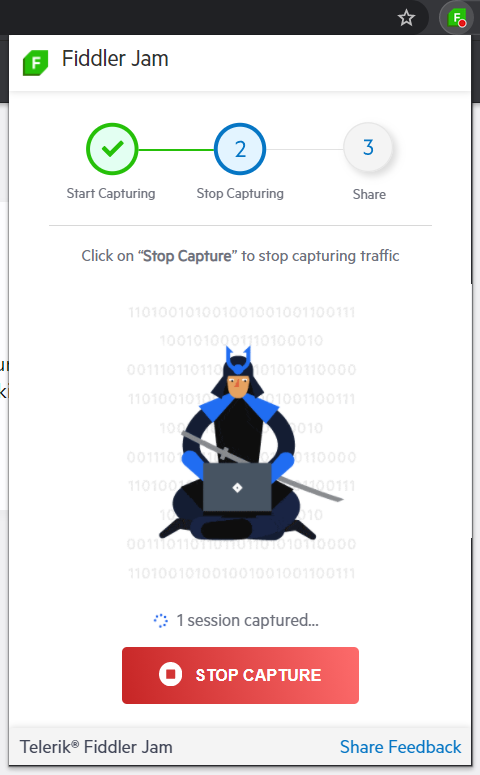 F
F
Fiddler Jam
2
3
Start Capturing
Stop Capturing
Share
Click on “Stop Capture” to stop capturing traffic
1 session captured...
STOP CAPTURE
Telerik® Fiddler Jam
Share Feedback